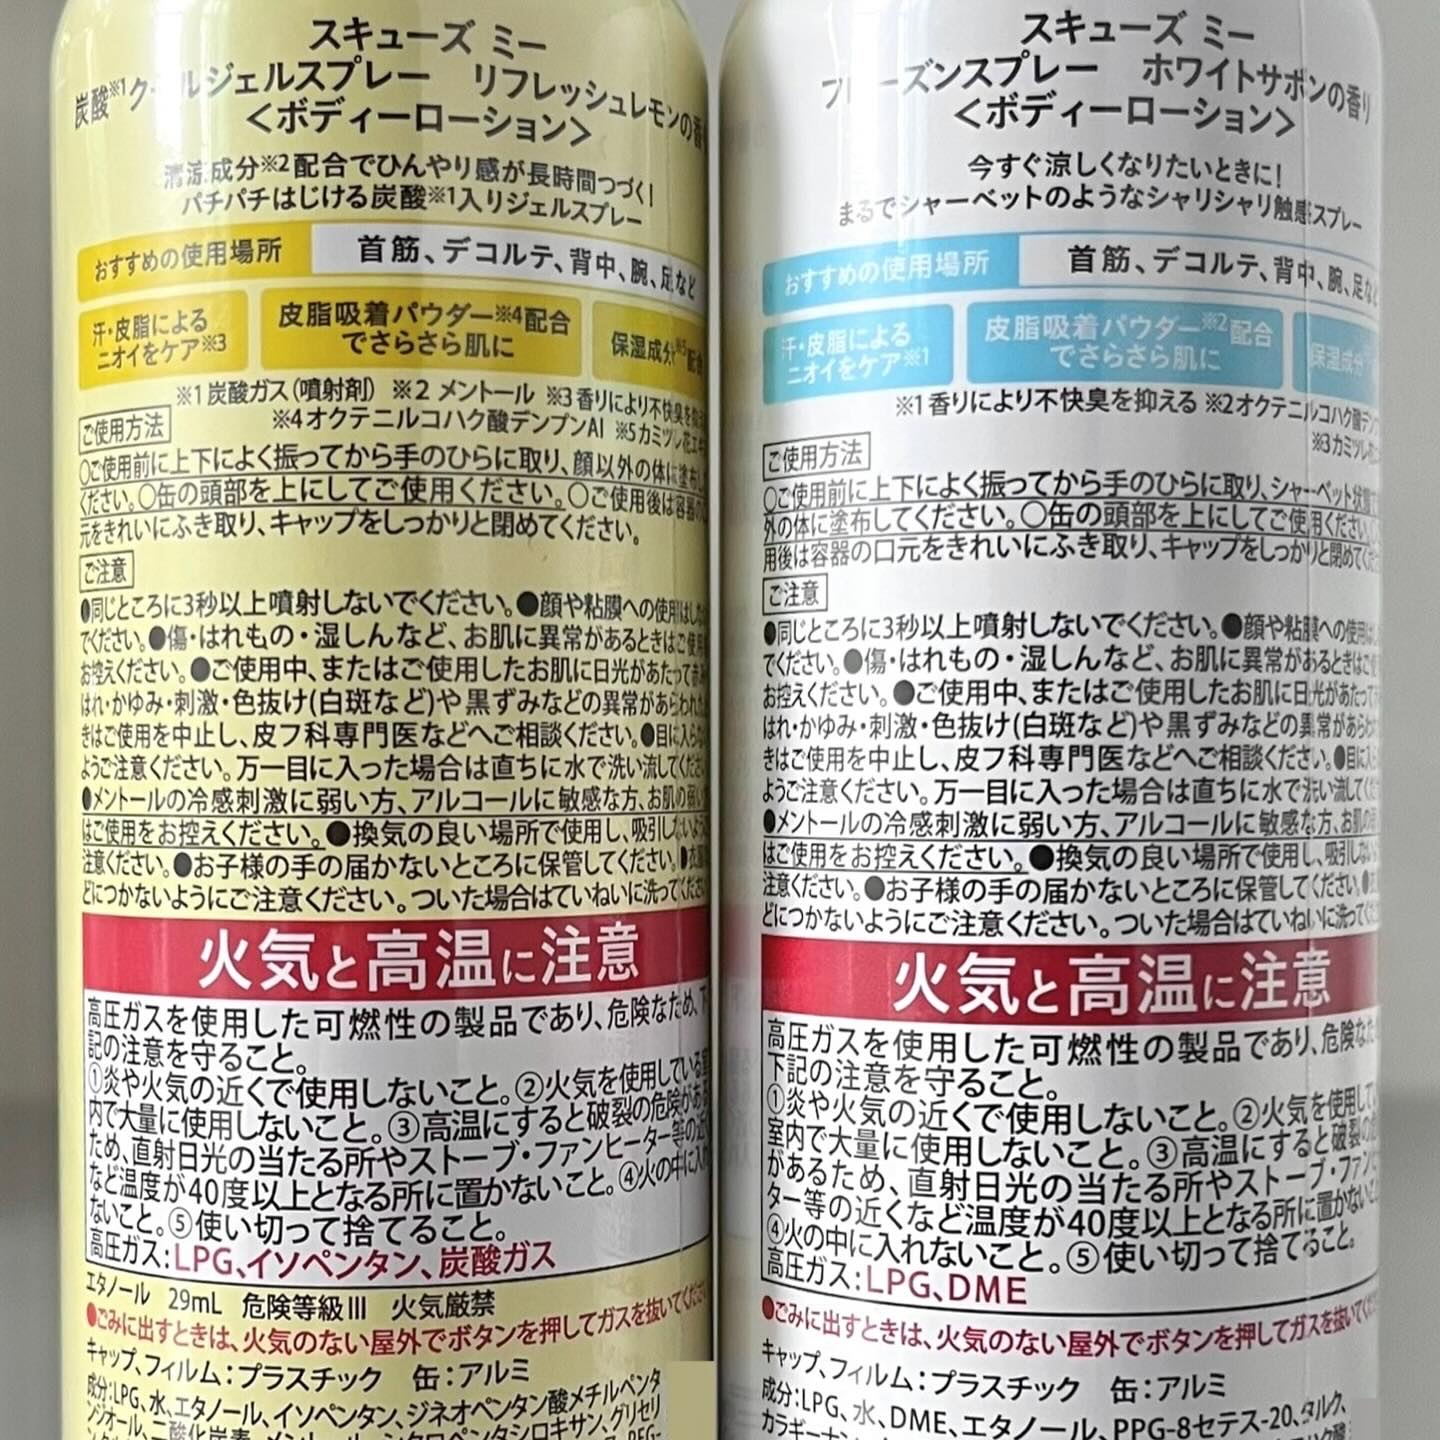 スキューズ ミー
炭酸※1クールジェルスプレー リフレッシュレモンの香り
<ボディーローション>
清涼成分※2配合でひんやり感が長時間つづく!
パチパチはじける炭酸※1入りジェルスプレー
おすすめの使用場所 首筋、デコルテ、背中、腕、足など
汗・皮脂による
ニオイをケア※3
皮脂吸着パウダー※4配合
でさらさら肌に
保湿成分※5配合
※1 炭酸ガス(噴射剤) ※2 メントール ※3 香りにより不快臭を抑
※4 オクテニルコハク酸デンプンAl ※5 カミツレ花エキ
ご使用方法
○ご使用前に上下によく振ってから手のひらに取り、顔以外の体に塗布し
ください。○缶の頭部を上にしてご使用ください。○ご使用後は容器の
元をきれいにふき取り、キャップをしっかりと閉めてください。
ご注意
●同じところに3秒以上噴射しないでください。●顔や粘膜への使用はし
てください。●傷・はれもの・湿しんなど、お肌に異常があるときはご使用
お控えください。●ご使用中、またはご使用したお肌に日光があたって赤
はれ・かゆみ・刺激・色抜け(白斑など)や黒ずみなどの異常があらわれた
きはご使用を中止し、皮フ科専門医などへご相談ください。●目に入らな
ようご注意ください。万一目に入った場合は直ちに水で洗い流してくださ
●メントールの冷感刺激に弱い方、アルコールに敏感な方、お肌の弱い
はご使用をお控えください。●換気の良い場所で使用し、吸引しないよう
注意ください。●お子様の手の届かないところに保管してください。●衣
どにつかないようにご注意ください。ついた場合はていねいに洗ってくださ
火気と高温に注意
高圧ガスを使用した可燃性の製品であり、危険なため、下
記の注意を守ること。
①炎や火気の近くで使用しないこと。②火気を使用している室
内で大量に使用しないこと。③高温にすると破裂の危険がある
ため、直射日光の当たる所やストーブ・ファンヒーター等の近
など温度が40度以上となる所に置かないこと。④火の中に入れ
ないこと。⑤使い切って捨てること。
高圧ガス:LPG、イソペンタン、炭酸ガス
エタノール 29mL 危険等級Ⅲ 火気厳禁
●ごみに出すときは、火気のない屋外でボタンを押してガスを抜いてください
キャップ、フィルム:プラスチック 缶:アルミ
成分:LPG、水、エタノール、イソペンタン、ジネオペンタン酸メチルペンタ
ンジオール、二酸化炭素、メントール、シクロペンタシロキサン、グリセリ
スキューズ ミー
フローズンスプレー ホワイトサボンの香り
<ボディーローション>
今すぐ涼しくなりたいときに!
まるでシャーベットのようなシャリシャリ触感スプレー
おすすめの使用場所 首筋、デコルテ、背中、腕、足など
汗・皮脂による
ニオイをケア※1
皮脂吸着パウダー※2配合
でさらさら肌に
保湿成分
※1 香りにより不快臭を抑える ※2 オクテニルコハク酸デン
※3 カミツレ
ご使用方法
○ご使用前に上下によく振ってから手のひらに取り、シャーベット状態
外の体に塗布してください。○缶の頭部を上にしてご使用ください。
用後は容器の口元をきれいにふき取り、キャップをしっかりと閉めてくだ
ご注意
●同じところに3秒以上噴射しないでください。●顔や粘膜への使用は
てください。●傷・はれもの・湿しんなど、お肌に異常があるときはご
お控えください。●ご使用中、またはご使用したお肌に日光があたって
はれ・かゆみ・刺激・色抜け(白斑など)や黒ずみなどの異常があら
きはご使用を中止し、皮フ科専門医などへご相談ください。●目に入
ようご注意ください。万一目に入った場合は直ちに水で洗い流してく
●メントールの冷感刺激に弱い方、アルコールに敏感な方、お肌の
はご使用をお控えください。●換気の良い場所で使用し、吸引しない
注意ください。●お子様の手の届かないところに保管してください。●
どにつかないようにご注意ください。ついた場合はていねいに洗って
火気と高温に注意
高圧ガスを使用した可燃性の製品であり、危険なた
下記の注意を守ること。
①炎や火気の近くで使用しないこと。②火気を使用して
室内で大量に使用しないこと。③高温にすると破裂の
があるため、直射日光の当たる所やストーブ・ファン
ター等の近くなど温度が40度以上となる所に置かない
④火の中に入れないこと。⑤使い切って捨てること。
高圧ガス:LPG、DME
●ごみに出すときは、火気のない屋外でボタンを押してガスを抜いてくだ
キャップ、フィルム:プラスチック 缶:アルミ
成分:LPG、水、DME、エタノール、PPG-8セテス-20、タルク、
カラギーナン